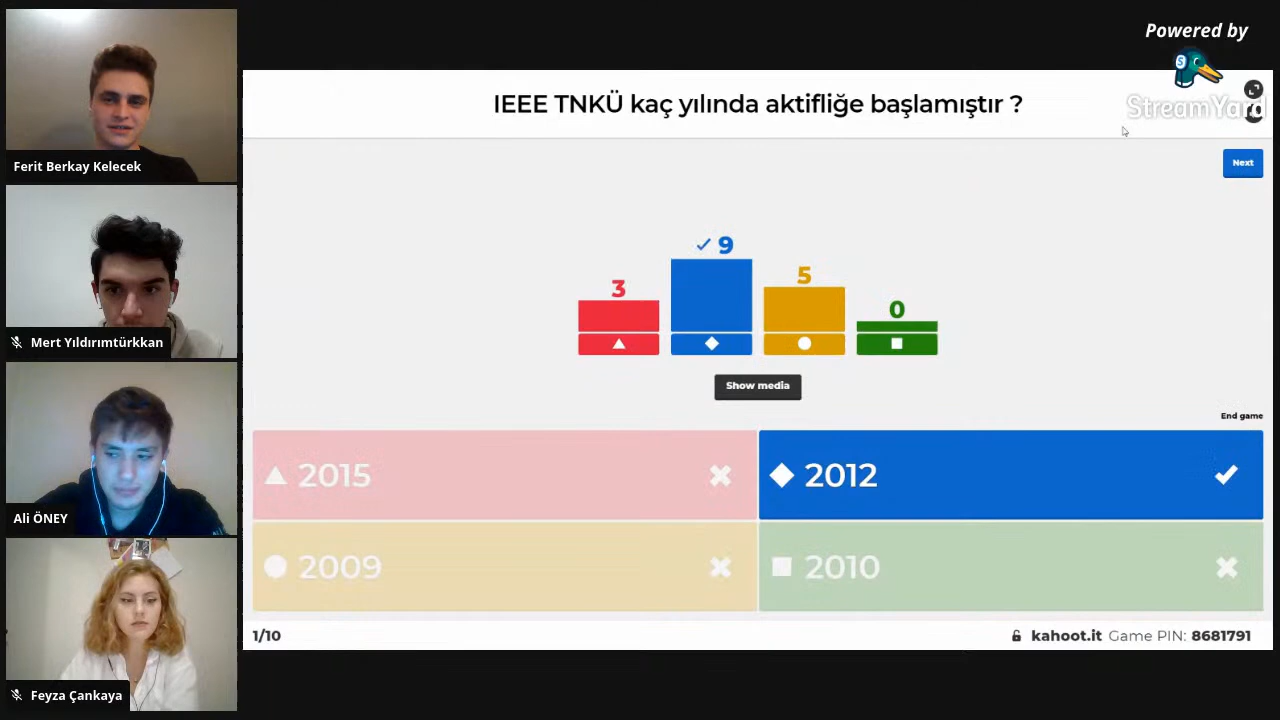 Powered by
StreamYard
IEEE TNKÜ kaç yılında aktifliğe başlamıştır ?
Next
3
9
5
0
Show media
End game
2015
2012
2009
2010
1/10
kahoot.it Game PIN: 8681791
Ferit Berkay Kelecek
Mert Yıldırımtürkkan
Ali ÖNEY
Feyza Çankaya